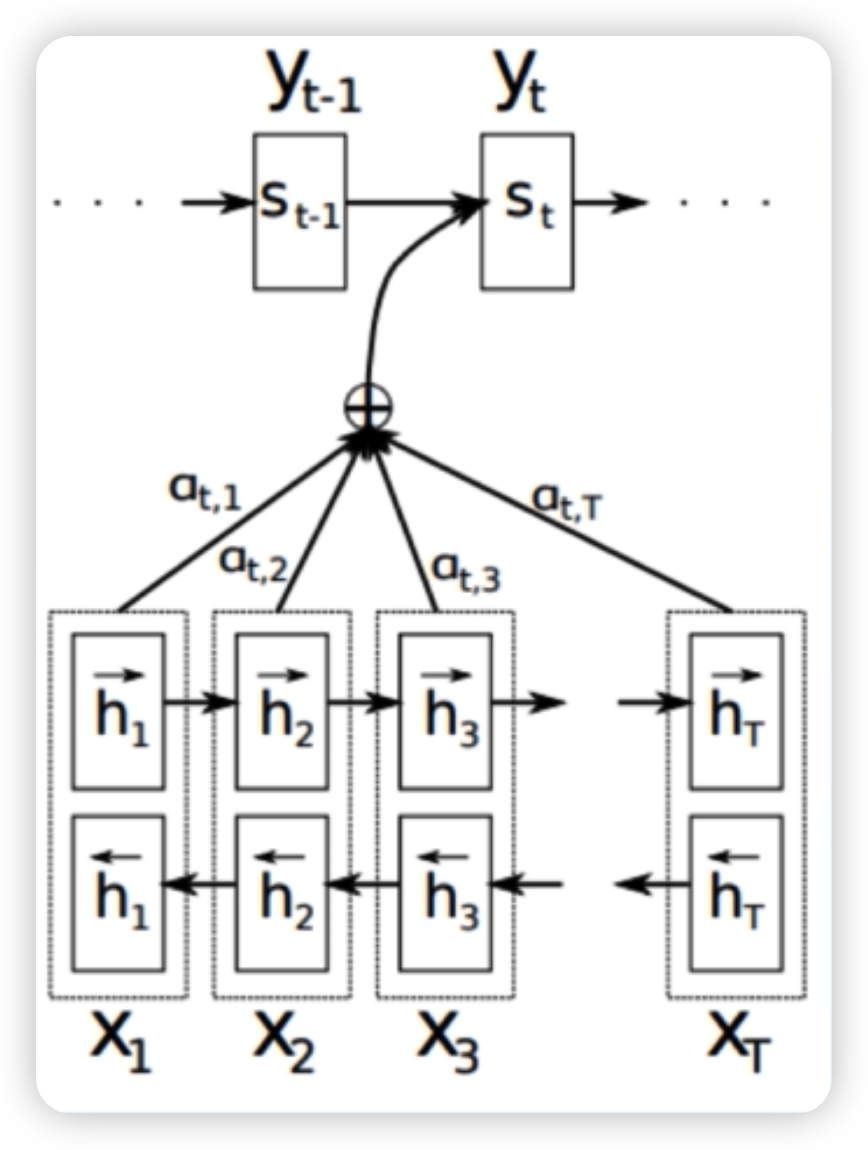 y_{t-1} y_t
. . . s_{t-1} s_t . . .
a_{t,1} a_{t,T}
a_{t,2} a_{t,3}
\overrightarrow{h}_1 \overrightarrow{h}_2 \overrightarrow{h}_3 \overrightarrow{h}_T
\overleftarrow{h}_1 \overleftarrow{h}_2 \overleftarrow{h}_3 \overleftarrow{h}_T
x_1 x_2 x_3 x_T